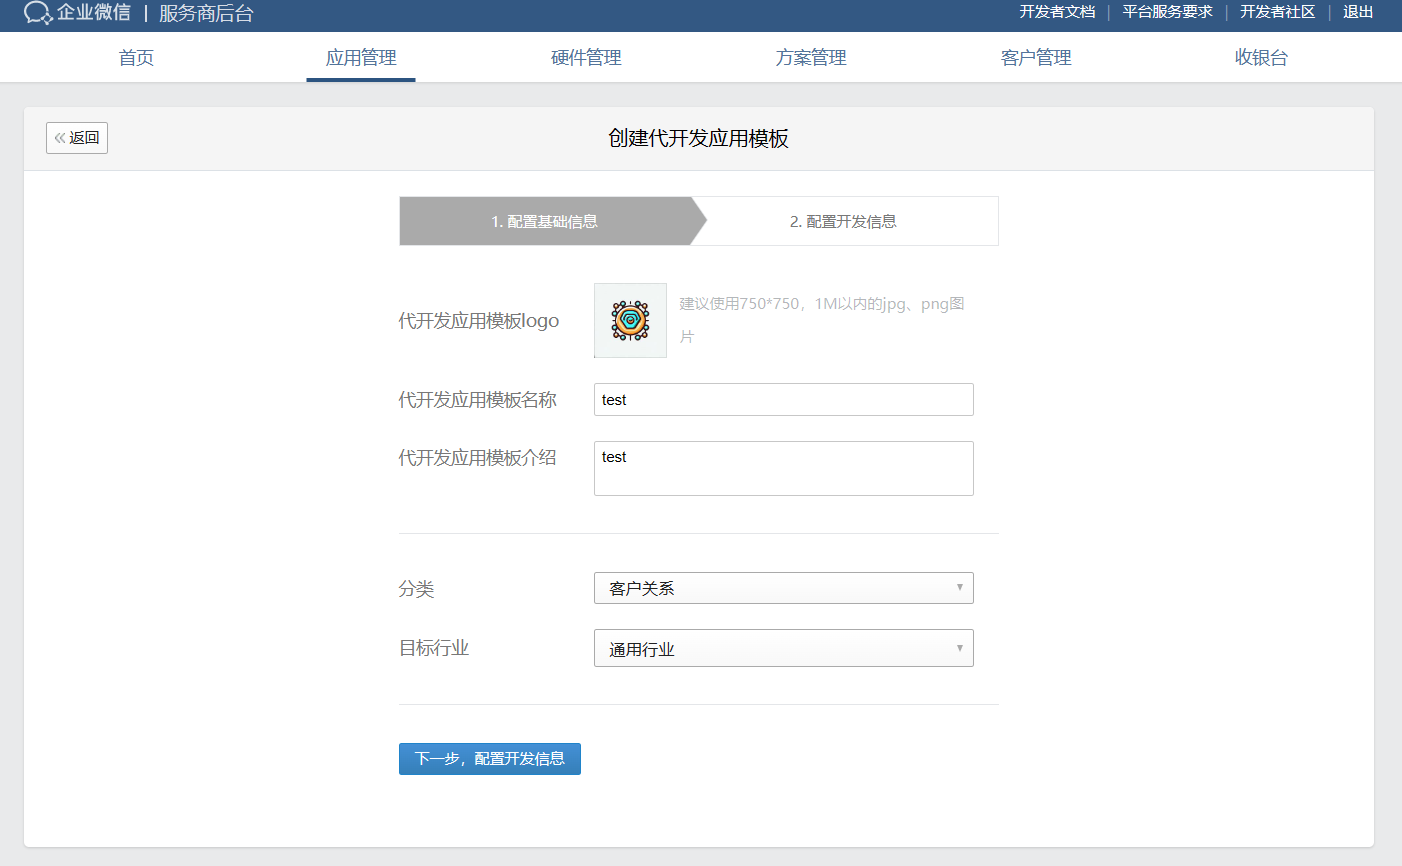 企业微信 | 服务商后台
开发者文档 | 平台服务要求 | 开发者社区 | 退出
首页 应用管理 硬件管理 方案管理 客户管理 收银台
返回
创建代开发应用模板
1. 配置基础信息
2. 配置开发信息
代开发应用模板logo
建议使用750*750，1M以内的jpg、png图
片
代开发应用模板名称
test
代开发应用模板介绍
test
分类
客户关系
目标行业
通用行业
下一步，配置开发信息